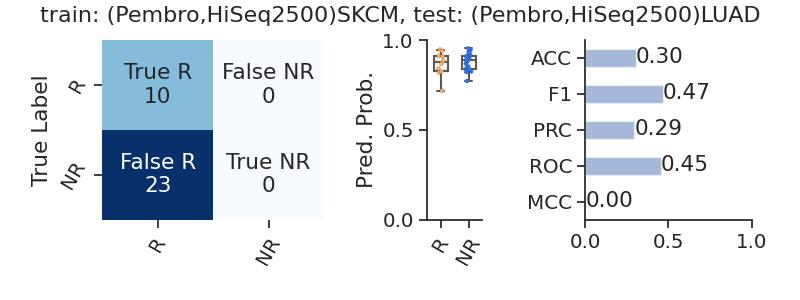 train: (Pembro,HiSeq2500)SKCM, test: (Pembro,HiSeq2500)LUAD
True Label
R
NR
True R
10
False NR
0
False R
23
True NR
0
R
NR
Pred. Prob.
1.0
0.5
0.0
R
NR
ACC
0.30
F1
0.47
PRC
0.29
ROC
0.45
MCC
0.00
0.0
0.5
1.0